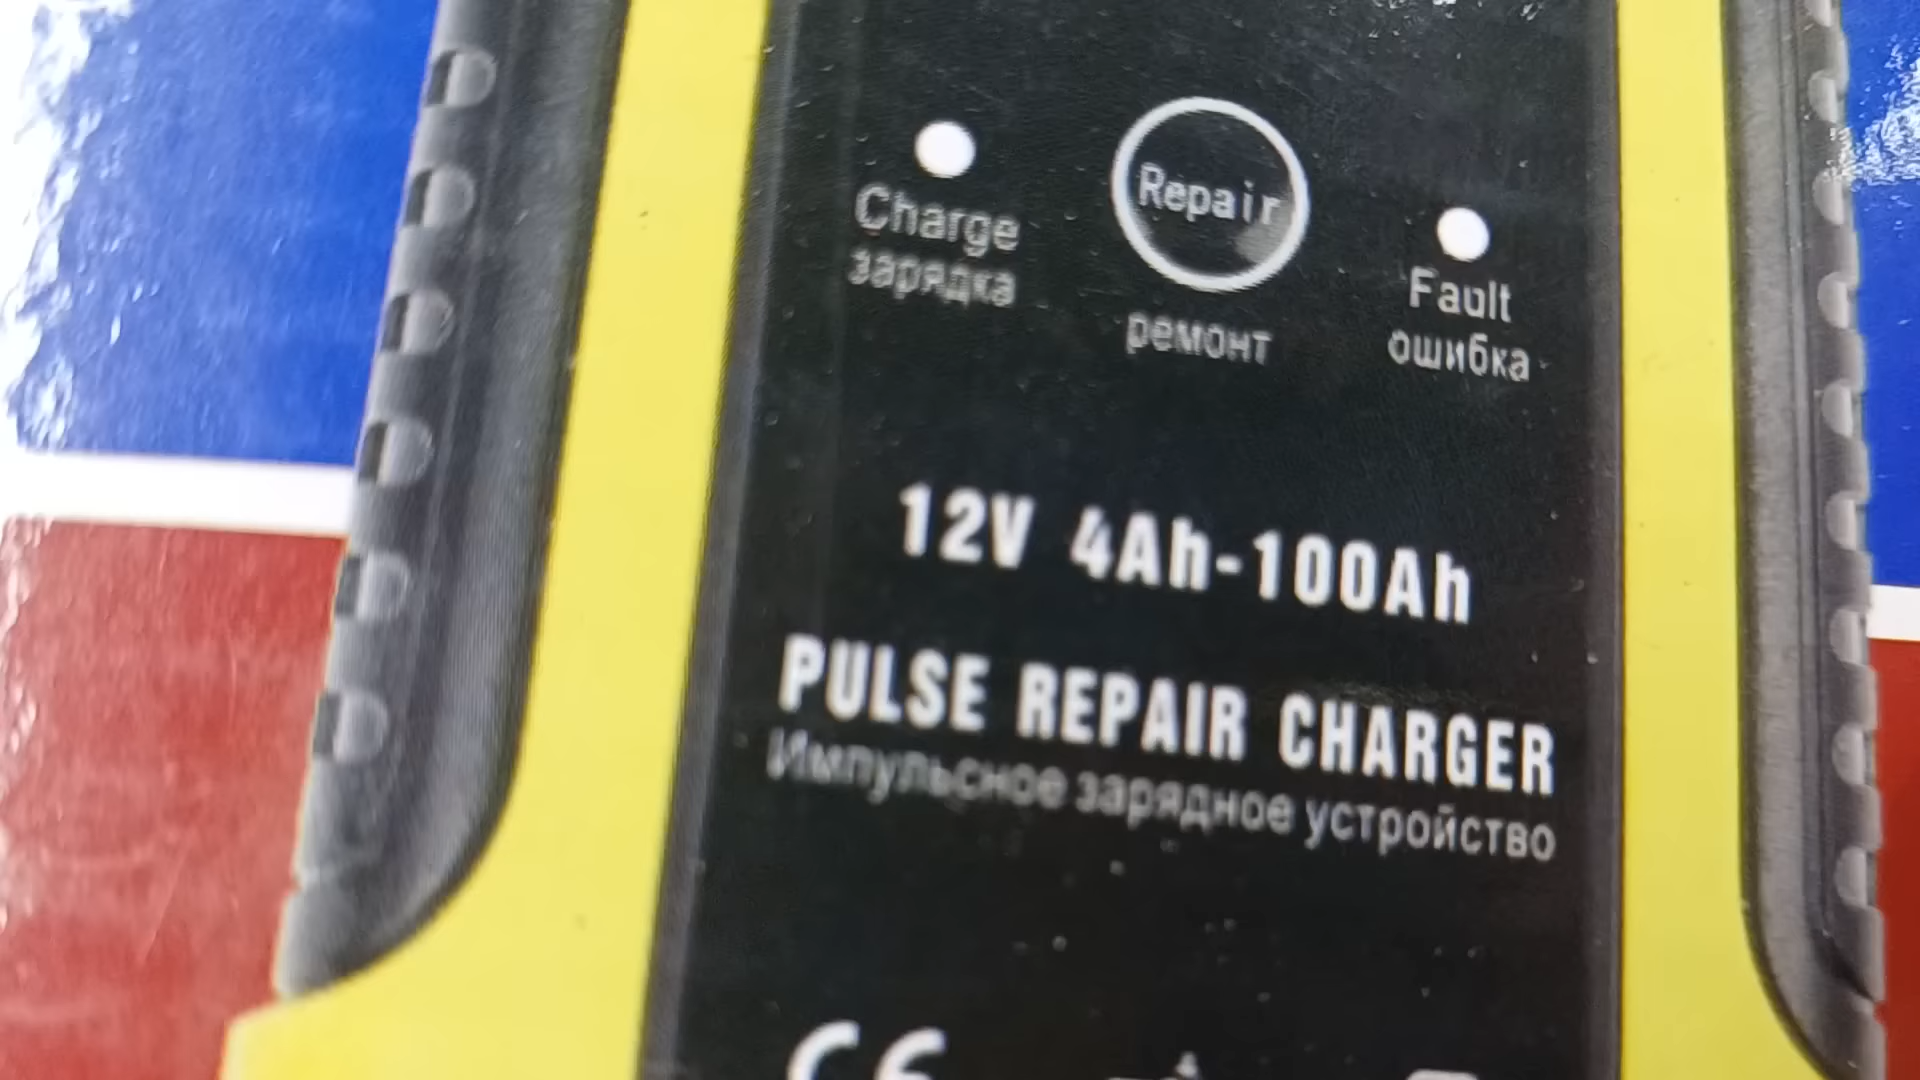 Charge
зарядка
Repair
ремонт
Fault
ошибка
12V 4Ah-100Ah
PULSE REPAIR CHARGER
Импульсное зарядное устройство
CE